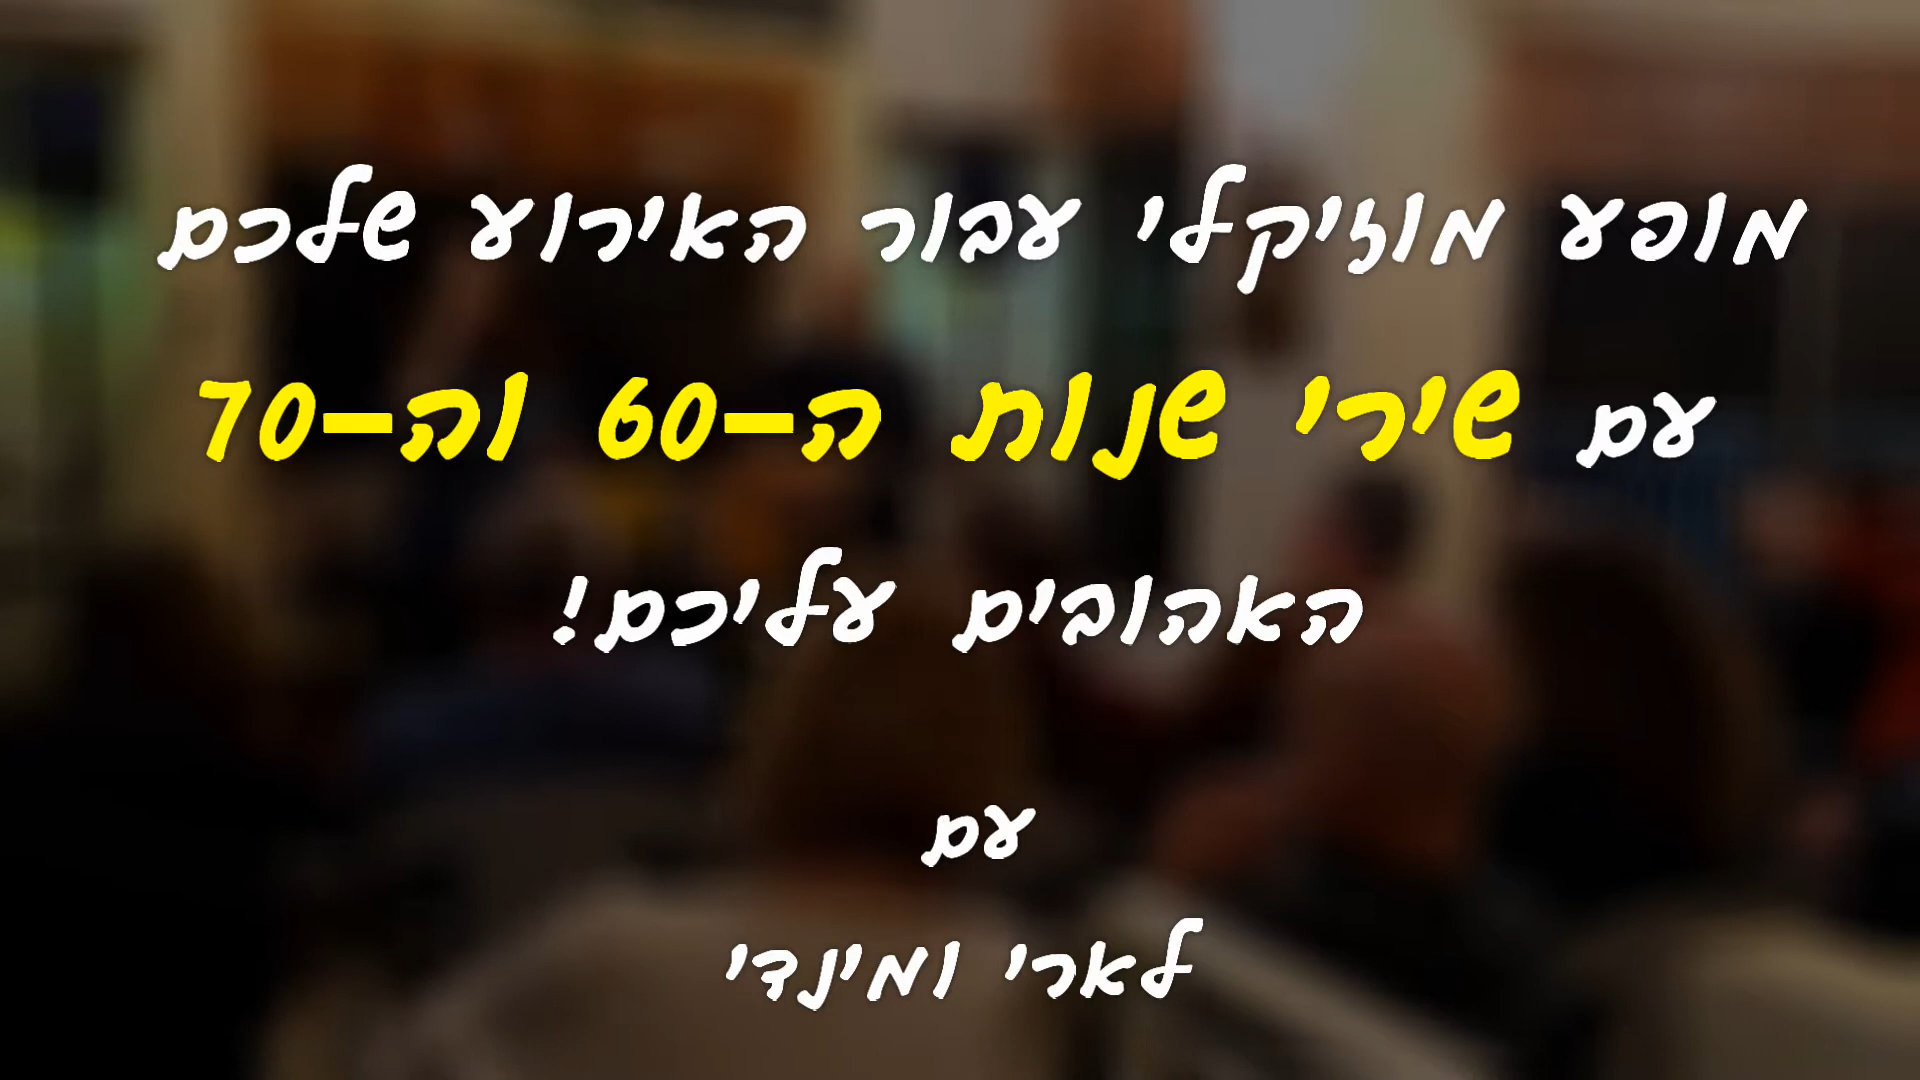 מופע מוזיקלי עבור האירוע שלכם
עם שירי שנות ה-60 וה-70
האהובים עליכם!
עם
לארי ומינדי